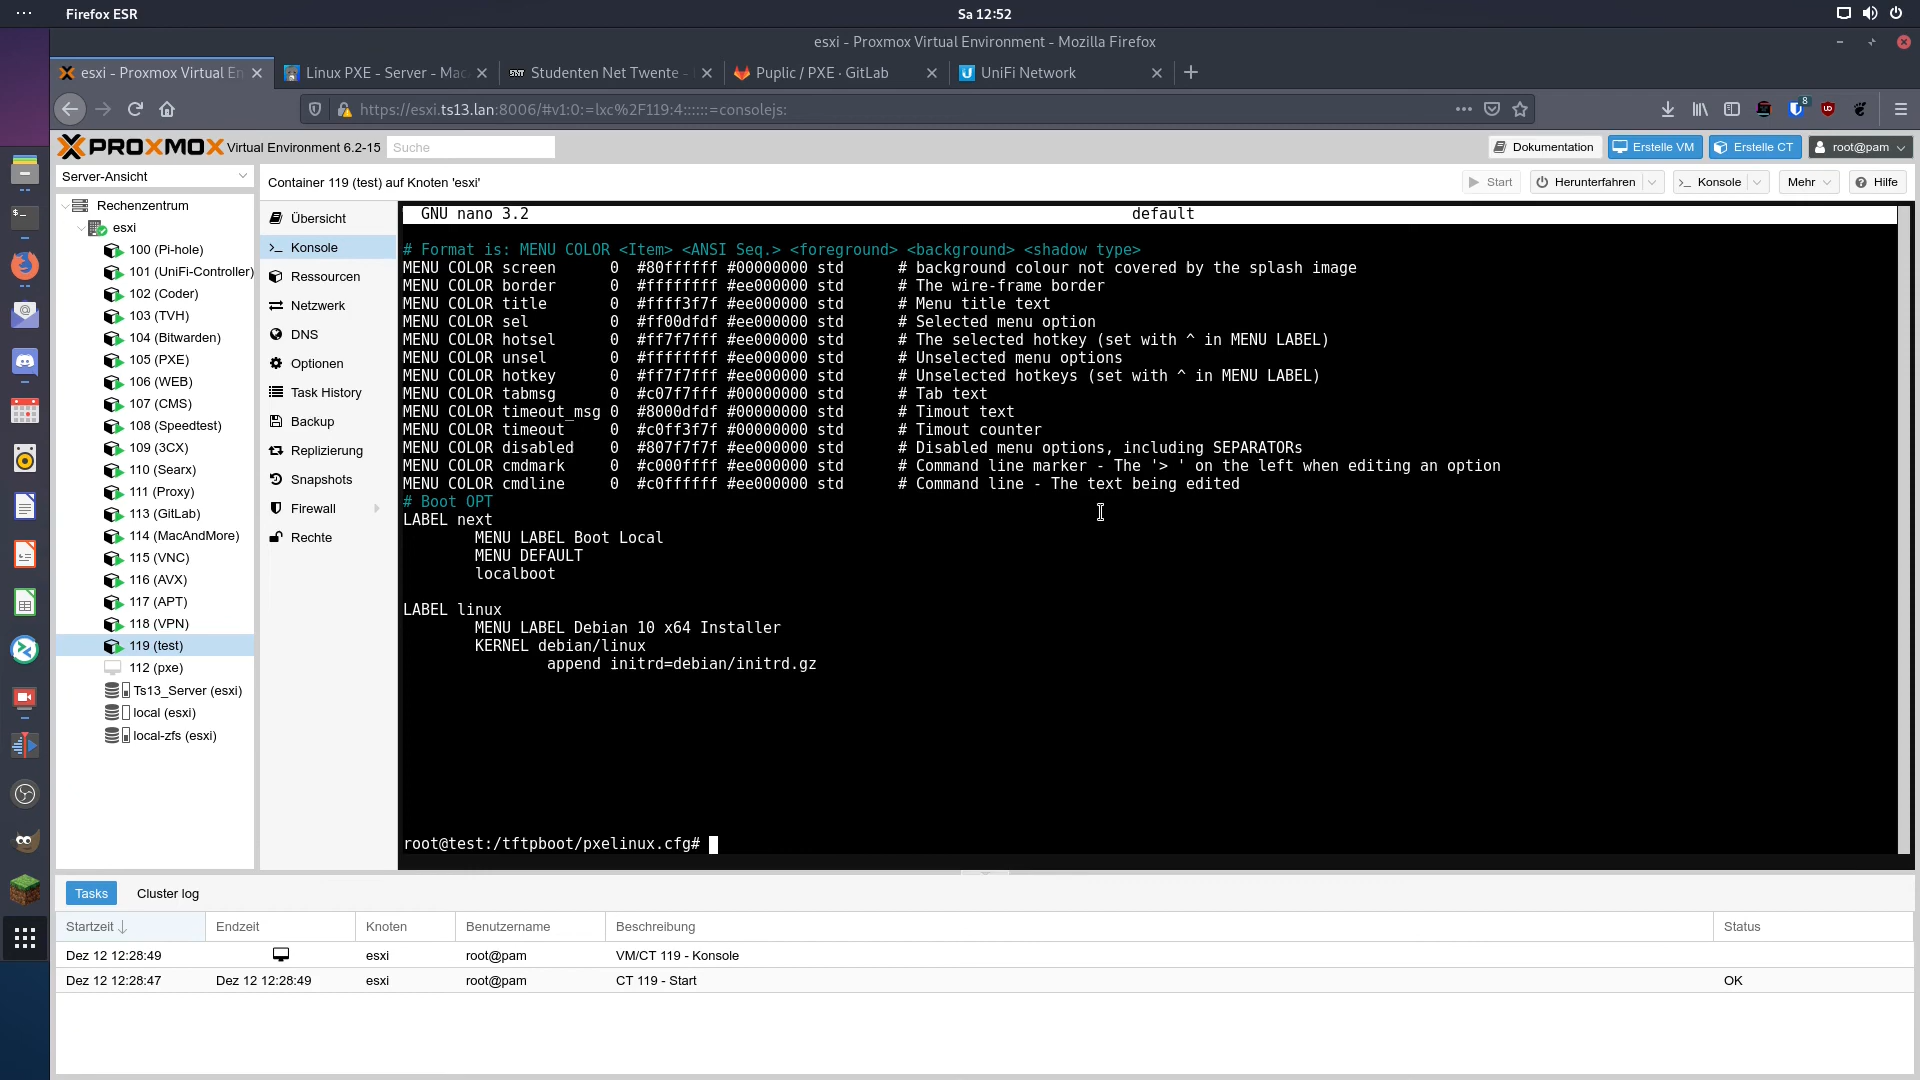 Firefox ESR
Sa 12:52
esxi - Proxmox Virtual Environment - Mozilla Firefox
esxi - Proxmox Virtual En
Linux PXE - Server - Mac
Studenten Net Twente -
Puplic / PXE · GitLab
UniFi Network
https://esxi.ts13.lan:8006/#v1:0:=lxc%2F119:4::::::=consolejs:
8
PROXMOX Virtual Environment 6.2-15
Suche
Dokumentation
Erstelle VM
Erstelle CT
root@pam
Server-Ansicht
Container 119 (test) auf Knoten 'esxi'
Start
Herunterfahren
Konsole
Mehr
Hilfe
Rechenzentrum
esxi
100 (Pi-hole)
101 (UniFi-Controller)
102 (Coder)
103 (TVH)
104 (Bitwarden)
105 (PXE)
106 (WEB)
107 (CMS)
108 (Speedtest)
109 (3CX)
110 (Searx)
111 (Proxy)
113 (GitLab)
114 (MacAndMore)
115 (VNC)
116 (AVX)
117 (APT)
118 (VPN)
119 (test)
112 (pxe)
Ts13_Server (esxi)
local (esxi)
local-zfs (esxi)
Übersicht
Konsole
Ressourcen
Netzwerk
DNS
Optionen
Task History
Backup
Replizierung
Snapshots
Firewall
Rechte
GNU nano 3.2 default
# Format is: MENU COLOR <Item> <ANSI Seq.> <foreground> <background> <shadow type>
MENU COLOR screen 0 #80ffffff #00000000 std # background colour not covered by the splash image
MENU COLOR border 0 #ffffffff #ee000000 std # The wire-frame border
MENU COLOR title 0 #ffff3f7f #ee000000 std # Menu title text
MENU COLOR sel 0 #ff00dfdf #ee000000 std # Selected menu option
MENU COLOR hotsel 0 #ff7f7fff #ee000000 std # The selected hotkey (set with ^ in MENU LABEL)
MENU COLOR unsel 0 #ffffffff #ee000000 std # Unselected menu options
MENU COLOR hotkey 0 #ff7f7fff #ee000000 std # Unselected hotkeys (set with ^ in MENU LABEL)
MENU COLOR tabmsg 0 #c07f7fff #00000000 std # Tab text
MENU COLOR timeout_msg 0 #8000dfdf #00000000 std # Timout text
MENU COLOR timeout 0 #c0ff3f7f #00000000 std # Timout counter
MENU COLOR disabled 0 #807f7f7f #ee000000 std # Disabled menu options, including SEPARATORs
MENU COLOR cmdmark 0 #c000ffff #ee000000 std # Command line marker - The '> ' on the left when editing an option
MENU COLOR cmdline 0 #c0ffffff #ee000000 std # Command line - The text being edited
# Boot OPT
LABEL next
MENU LABEL Boot Local
MENU DEFAULT
localboot
LABEL linux
MENU LABEL Debian 10 x64 Installer
KERNEL debian/linux
append initrd=debian/initrd.gz
root@test:/tftpboot/pxelinux.cfg#
Tasks
Cluster log
Startzeit Endzeit Knoten Benutzername Beschreibung Status
Dez 12 12:28:49 esxi root@pam VM/CT 119 - Konsole
Dez 12 12:28:47 Dez 12 12:28:49 esxi root@pam CT 119 - Start OK